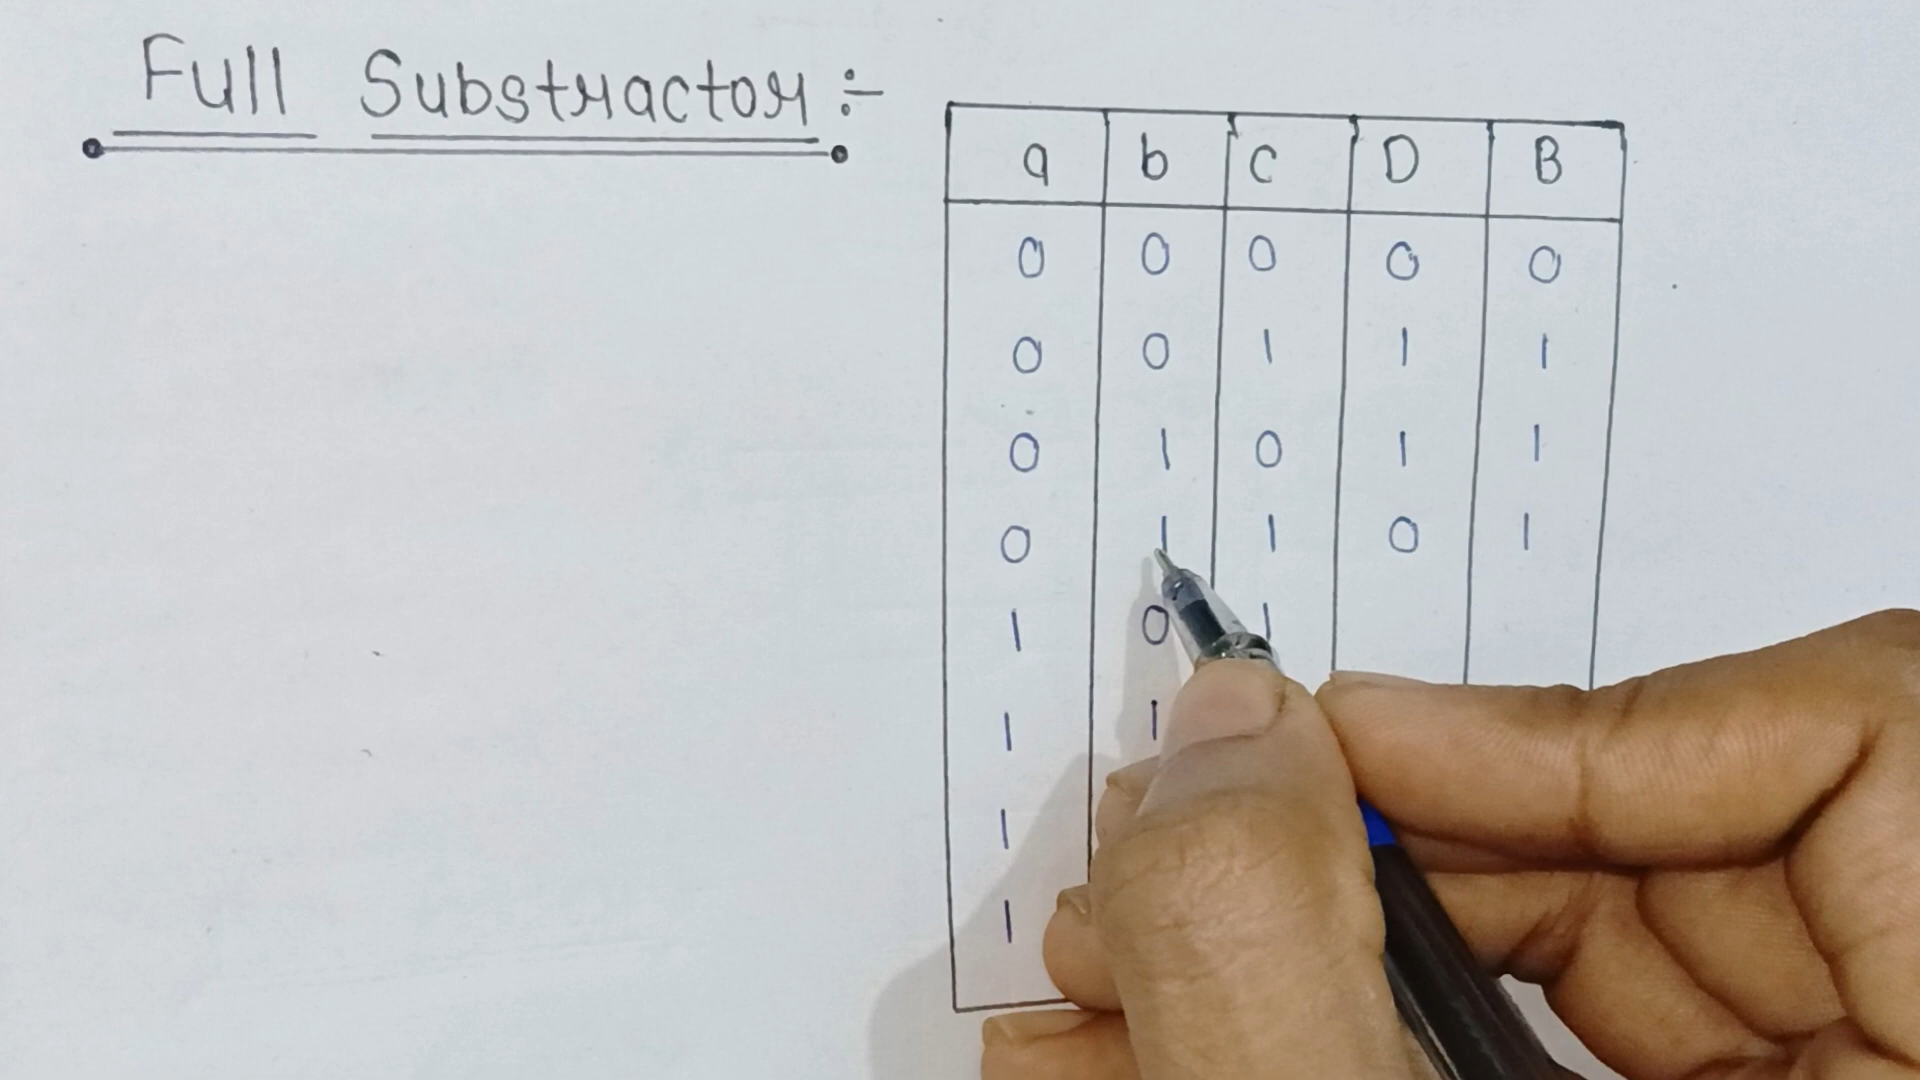 Full Substractor :-
a b c D B
0 0 0 0 0
0 0 1 1 1
0 1 0 1 1
0 1 1 0 1
1 0 1
1 1
1
1